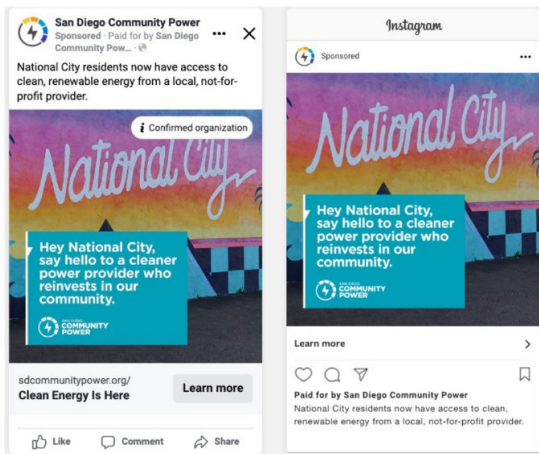 San Diego Community Power
Sponsored · Paid for by San Diego
Community Pow... ·
National City residents now have access to
clean, renewable energy from a local, not-for-
profit provider.
i Confirmed organization
National City
Hey National City,
say hello to a cleaner
power provider who
reinvests in our
community.
SAN DIEGO
COMMUNITY
POWER
sdcommunitypower.org/
Clean Energy Is Here
Learn more
Like
Comment
Share
Instagram
Sponsored
National City
Hey National City,
say hello to a cleaner
power provider who
reinvests in our
community.
SAN DIEGO
COMMUNITY
POWER
Learn more
Paid for by San Diego Community Power
National City residents now have access to clean,
renewable energy from a local, not-for-profit provider.